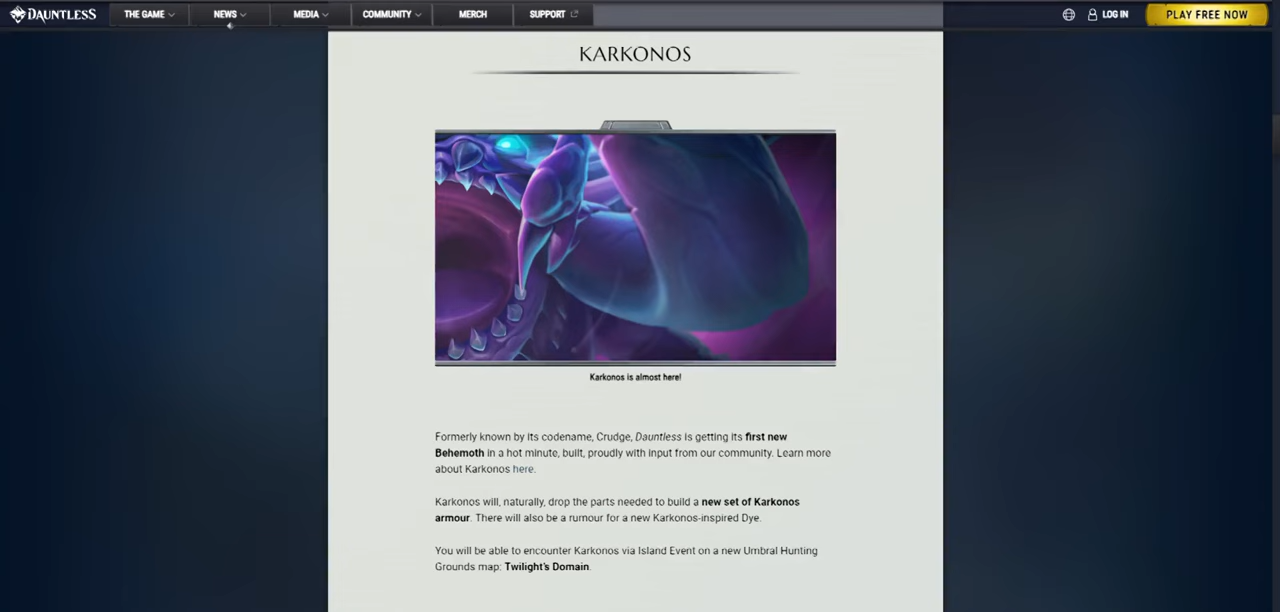 DAUNTLESS THE GAME NEWS MEDIA COMMUNITY MERCH SUPPORT LOG IN PLAY FREE NOW
KARKONOS
Karkonos is almost here!
Formerly known by its codename, Crudge, Dauntless is getting its first new
Behemoth in a hot minute, built, proudly with input from our community. Learn more
about Karkonos here.
Karkonos will, naturally, drop the parts needed to build a new set of Karkonos
armour. There will also be a rumour for a new Karkonos-inspired Dye.
You will be able to encounter Karkonos via Island Event on a new Umbral Hunting
Grounds map: Twilight's Domain.